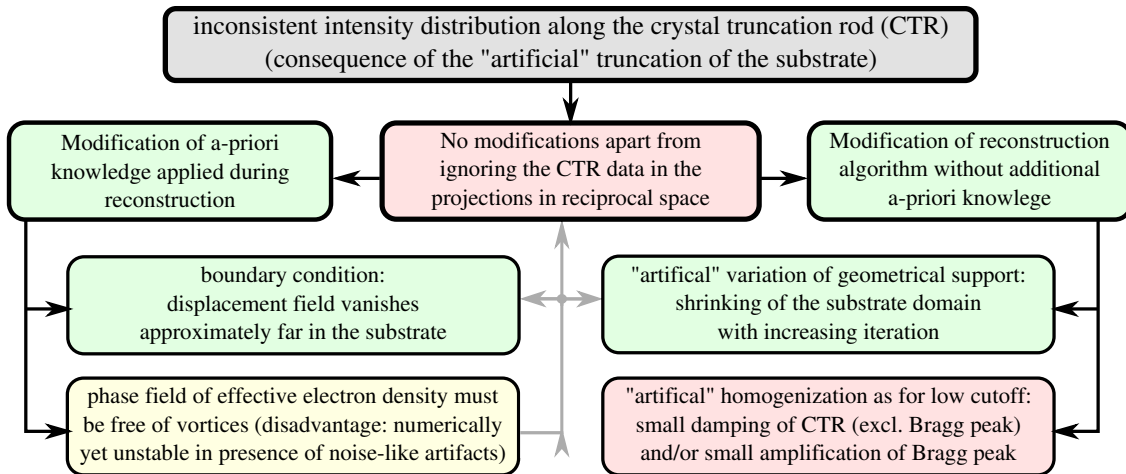 inconsistent intensity distribution along the crystal truncation rod (CTR)
(consequence of the "artificial" truncation of the substrate)
Modification of a-priori
knowledge applied during
reconstruction
No modifications apart from
ignoring the CTR data in the
projections in reciprocal space
Modification of reconstruction
algorithm without additional
a-priori knowlege
boundary condition:
displacement field vanishes
approximately far in the substrate
"artifical" variation of geometrical support:
shrinking of the substrate domain
with increasing iteration
phase field of effective electron density must
be free of vortices (disadvantage: numerically
yet unstable in presence of noise-like artifacts)
"artifical" homogenization as for low cutoff:
small damping of CTR (excl. Bragg peak)
and/or small amplification of Bragg peak